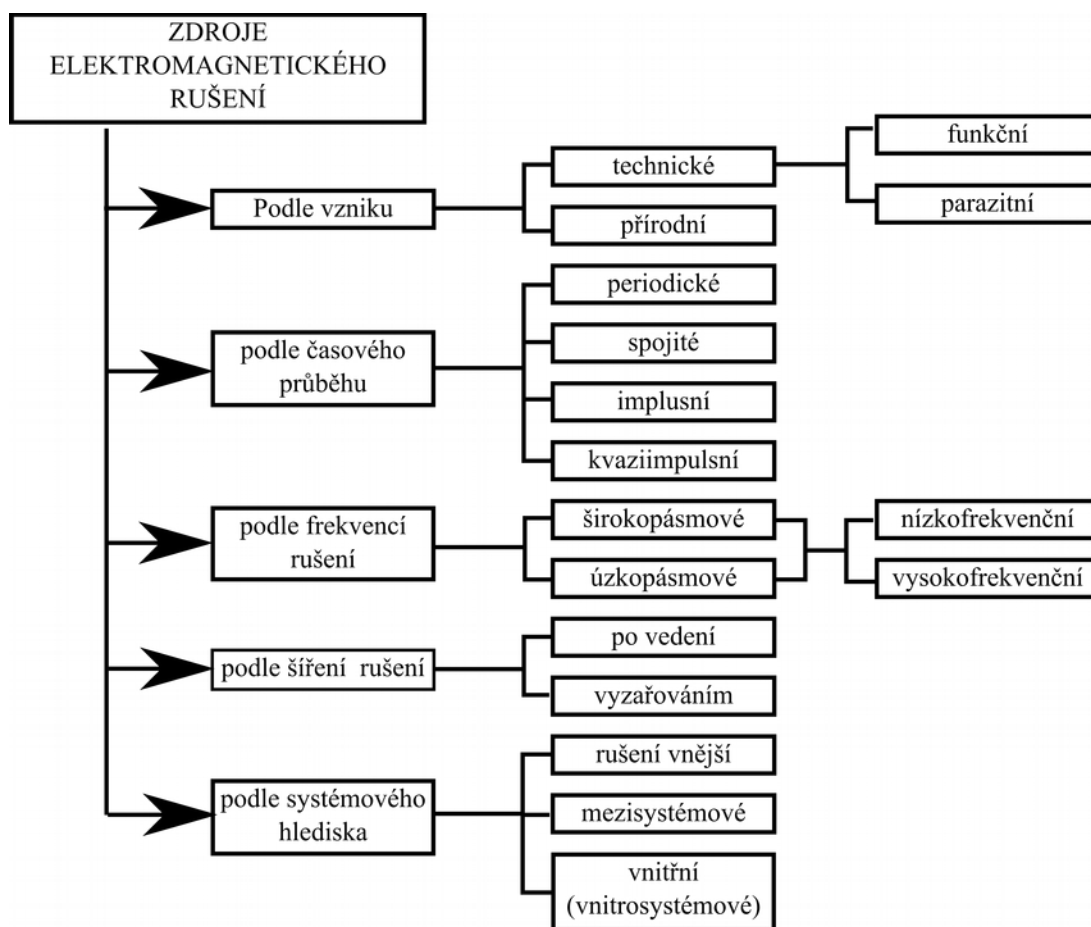 ZDROJE
ELEKTROMAGNETICKÉHO
RUŠENÍ
Podle vzniku
technické
přírodní
funkční
parazitní
podle časového
průběhu
periodické
spojité
implusní
kvaziimpulsní
podle frekvencí
rušení
širokopásmové
úzkopásmové
nízkofrekvenční
vysokofrekvenční
podle šíření rušení
po vedení
vyzařováním
podle systémového
hlediska
rušení vnější
mezisystémové
vnitřní
(vnitrosystémové)